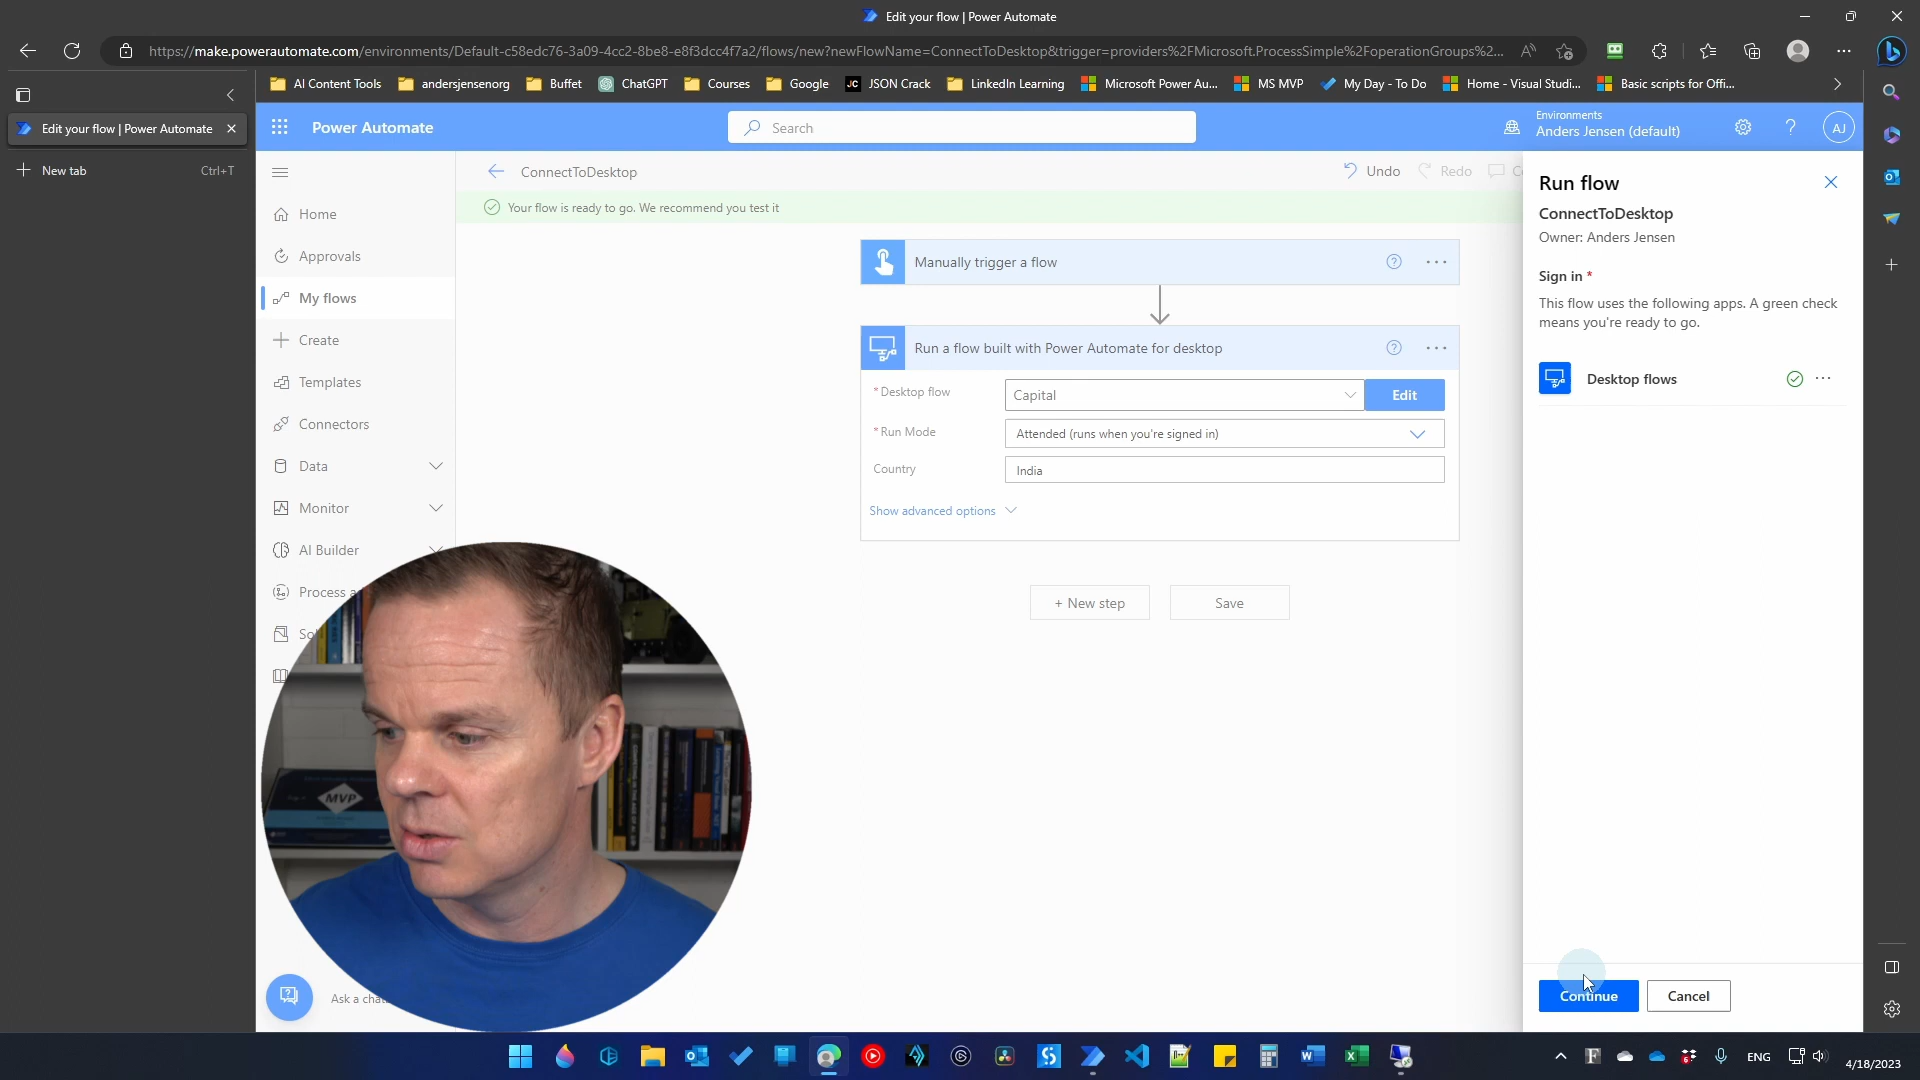 Edit your flow | Power Automate
https://make.powerautomate.com/environments/Default-c58edc76-3a09-4cc2-8be8-e8f3dcc4f7a2/flows/new?newFlowName=ConnectToDesktop&trigger=providers%2FMicrosoft.ProcessSimple%2FoperationGroups%2...
AI Content Tools
andersjensenorg
Buffet
ChatGPT
Courses
Google
JC JSON Crack
LinkedIn Learning
Microsoft Power Au...
MS MVP
My Day - To Do
Home - Visual Studi...
Basic scripts for Offi...
Edit your flow | Power Automate
New tab Ctrl+T
Power Automate
Search
Environments
Anders Jensen (default)
AJ
Home
Approvals
My flows
Create
Templates
Connectors
Data
Monitor
AI Builder
Process a
So
Ask a cha
ConnectToDesktop
Undo
Redo
Your flow is ready to go. We recommend you test it
Manually trigger a flow
Run a flow built with Power Automate for desktop
* Desktop flow
Capital
Edit
* Run Mode
Attended (runs when you're signed in)
Country
India
Show advanced options
+ New step
Save
MVP
Run flow
ConnectToDesktop
Owner: Anders Jensen
Sign in *
This flow uses the following apps. A green check
means you're ready to go.
Desktop flows
Continue
Cancel
ENG
4/18/2023